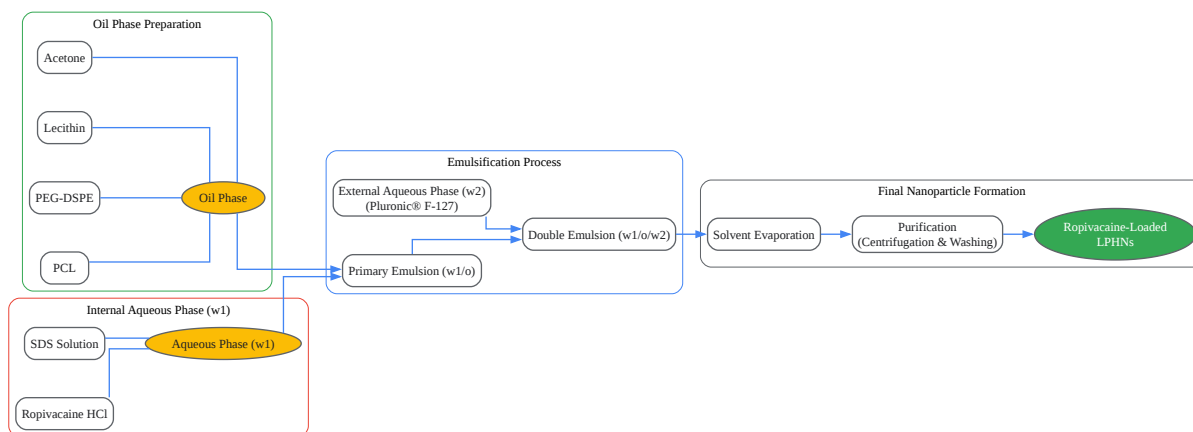 Oil Phase Preparation
Acetone
Lecithin
PEG-DSPE
Oil Phase
PCL
Internal Aqueous Phase (w1)
SDS Solution
Aqueous Phase (w1)
Ropivacaine HCl
Emulsification Process
External Aqueous Phase (w2)
(Pluronic® F-127)
Double Emulsion (w1/o/w2)
Primary Emulsion (w1/o)
Final Nanoparticle Formation
Solvent Evaporation
Purification
(Centrifugation & Washing)
Ropivacaine-Loaded
LPHNs